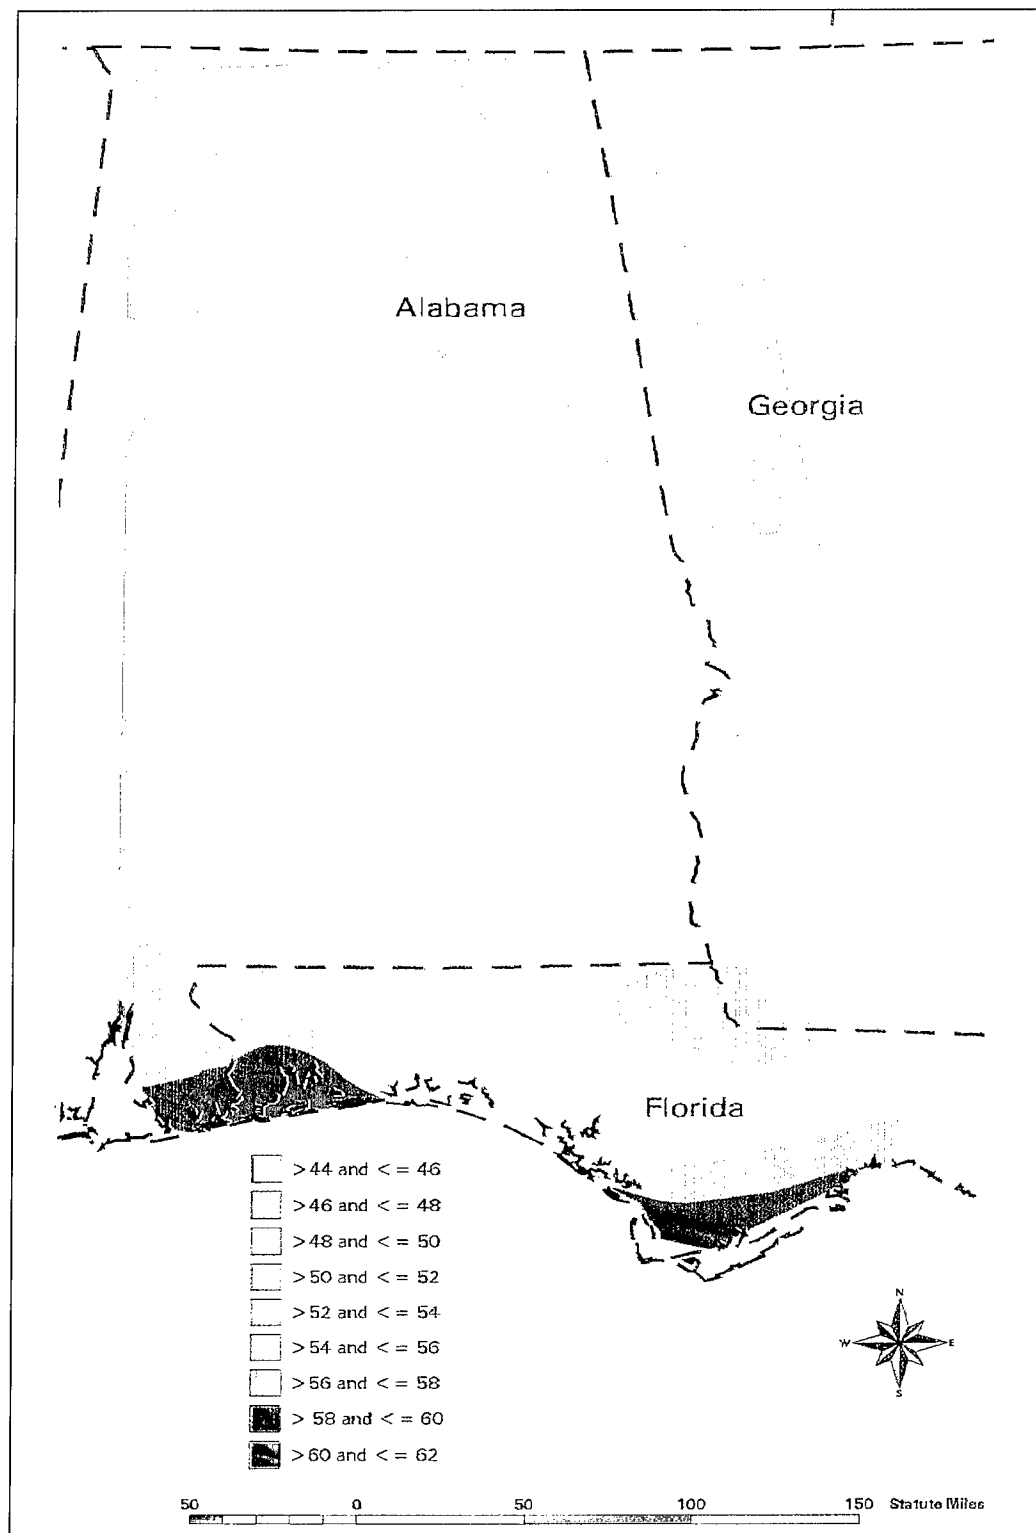 Alabama
Georgia
Florida
>44 and <= 46
>46 and <= 48
>48 and <= 50
>50 and <= 52
>52 and <= 54
>54 and <= 56
>56 and <= 58
> 58 and <= 60
>60 and <= 62
N
W E
S
50 0 50 100 150 Statute Miles